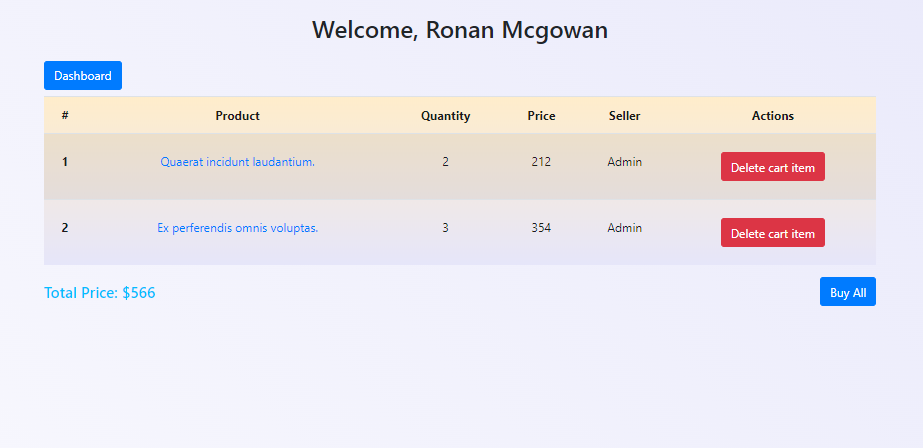 Welcome, Ronan Mcgowan
Dashboard
# Product Quantity Price Seller Actions
1 Quaerat incidunt laudantium. 2 212 Admin Delete cart item
2 Ex perferendis omnis voluptas. 3 354 Admin Delete cart item
Total Price: $566 Buy All